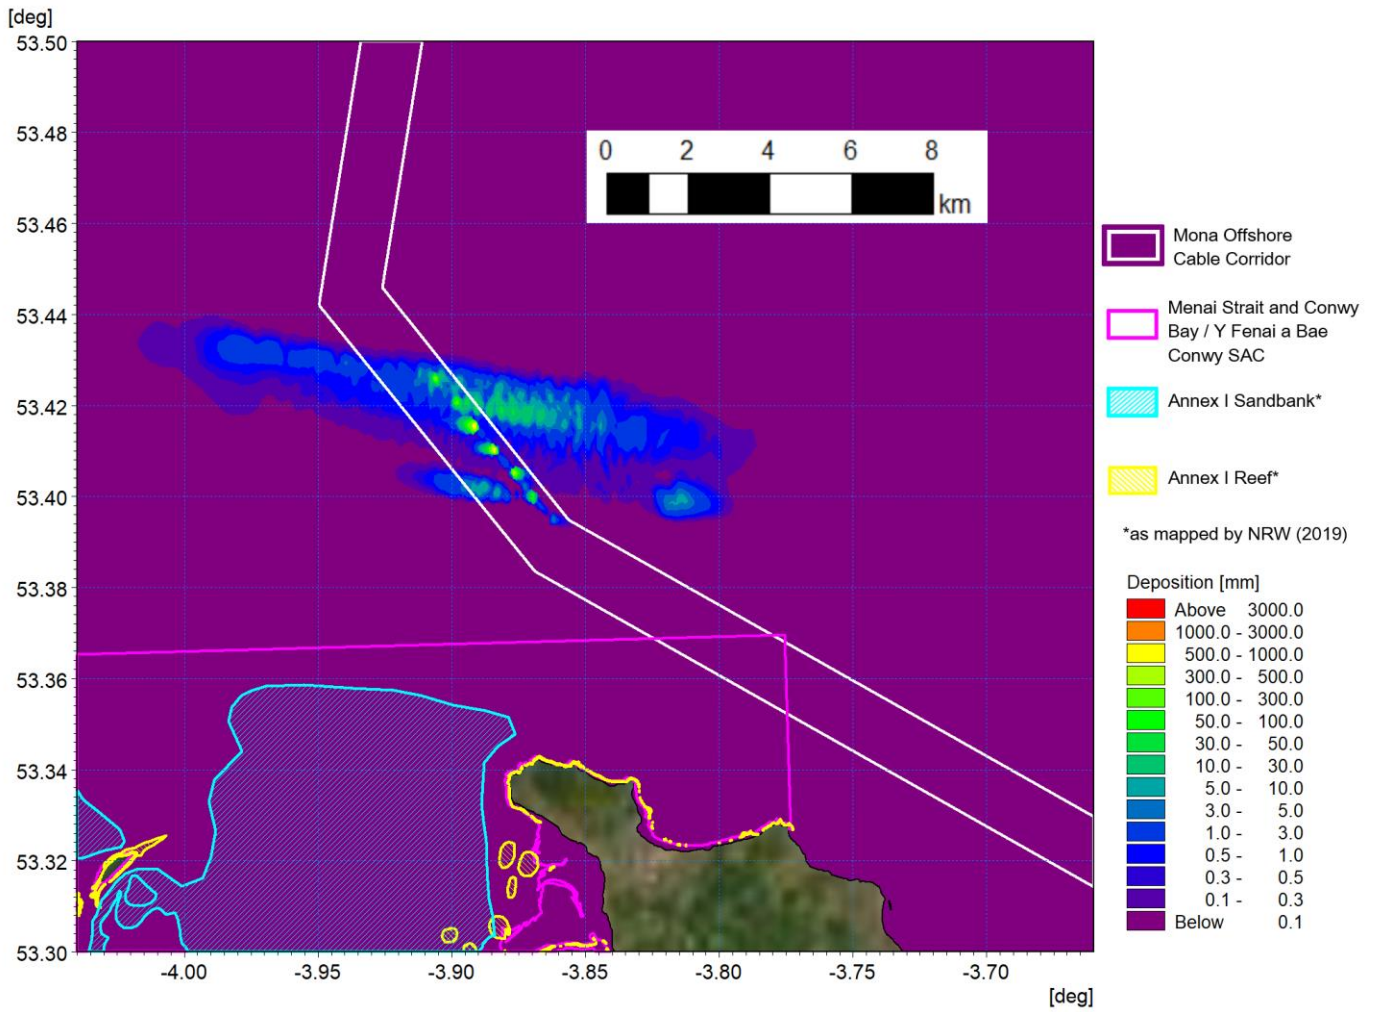 [deg]
53.50
53.48
53.46
53.44
53.42
53.40
53.38
53.36
53.34
53.32
53.30
-4.00 -3.95 -3.90 -3.85 -3.80 -3.75 -3.70
[deg]
0 2 4 6 8
km
Mona Offshore
Cable Corridor
Menai Strait and Conwy
Bay / Y Fenai a Bae
Conwy SAC
Annex I Sandbank*
Annex I Reef*
*as mapped by NRW (2019)
Deposition [mm]
Above 3000.0
1000.0 - 3000.0
500.0 - 1000.0
300.0 - 500.0
100.0 - 300.0
50.0 - 100.0
30.0 - 50.0
10.0 - 30.0
5.0 - 10.0
3.0 - 5.0
1.0 - 3.0
0.5 - 1.0
0.3 - 0.5
0.1 - 0.3
Below 0.1